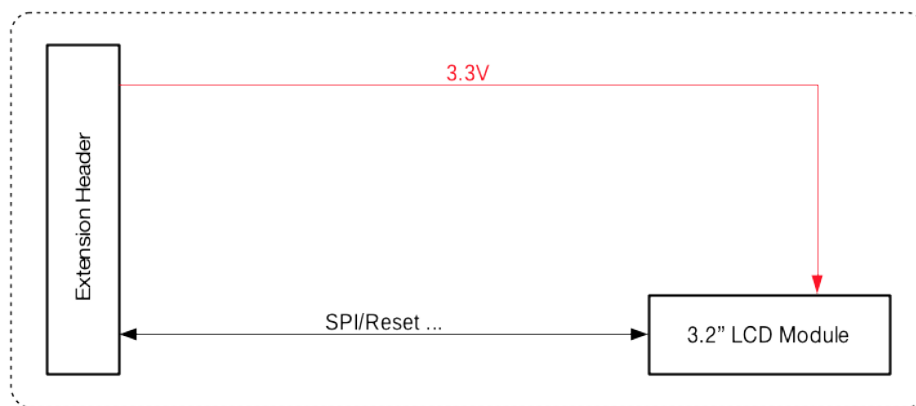 3.3V
Extension Header
SPI/Reset ...
3.2” LCD Module